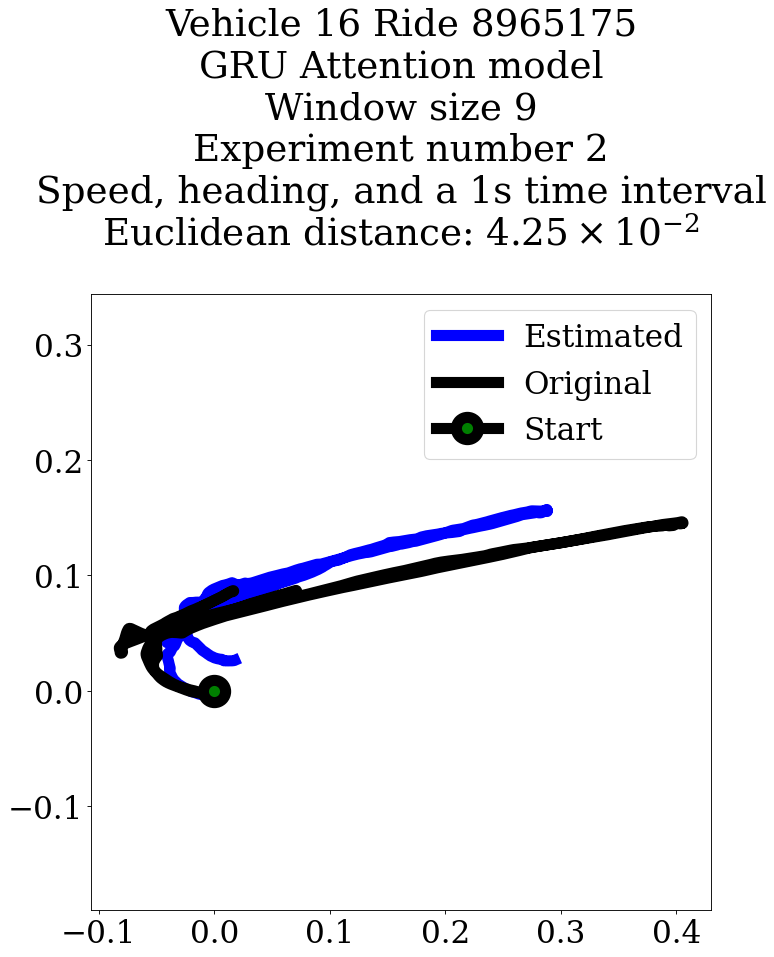 Vehicle 16 Ride 8965175
GRU Attention model
Window size 9
Experiment number 2
Speed, heading, and a 1s time interval
Euclidean distance: 4.25 × 10⁻²
Estimated
Original
Start
0.3
0.2
0.1
0.0
−0.1
−0.1 0.0 0.1 0.2 0.3 0.4